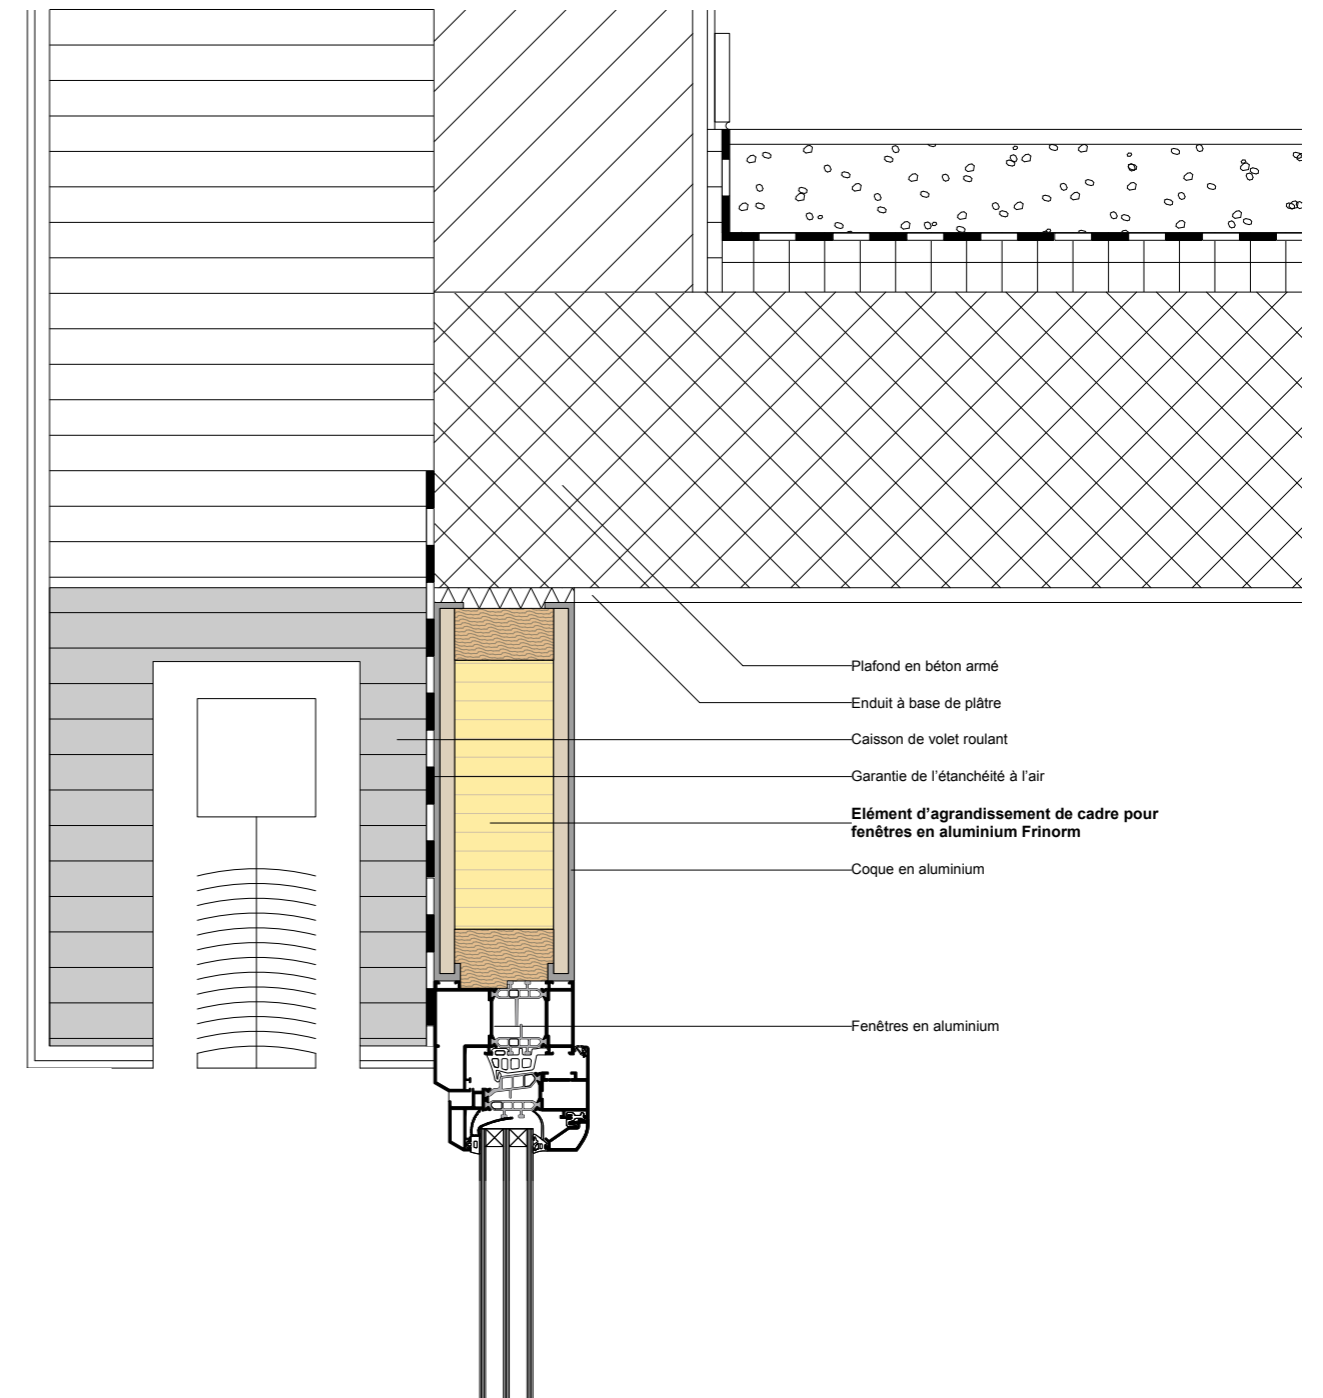 Plafond en béton armé
Enduit à base de plâtre
Caisson de volet roulant
Garantie de l’étanchéité à l’air
Elément d’agrandissement de cadre pour
fenêtres en aluminium Frinorm
Coque en aluminium
Fenêtres en aluminium